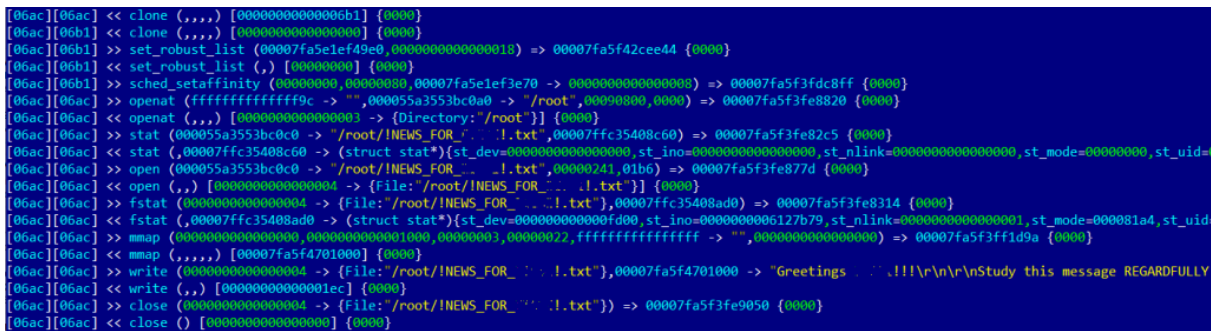 [06ac][06ac] << clone (,,,,) [00000000000006b1] {0000}
[06ac][06b1] << clone (,,,,) [0000000000000000] {0000}
[06ac][06b1] >> set_robust_list (00007fa5e1ef49e0,0000000000000018) => 00007fa5f42cee44 {0000}
[06ac][06b1] << set_robust_list (,) [00000000] {0000}
[06ac][06b1] >> sched_setaffinity (00000000,00000080,00007fa5e1ef3e70 -> 0000000000000008) => 00007fa5f3fdc8ff {0000}
[06ac][06ac] >> openat (ffffffffffffff9c -> "",000055a3553bc0a0 -> "/root",00090800,0000) => 00007fa5f3fe8820 {0000}
[06ac][06ac] << openat (,,,) [0000000000000003 -> {Directory:"/root"}] {0000}
[06ac][06ac] >> stat (000055a3553bc0c0 -> "/root/!NEWS_FOR_ !.txt",00007ffc35408c60) => 00007fa5f3fe82c5 {0000}
[06ac][06ac] << stat (,00007ffc35408c60 -> (struct stat*){st_dev=0000000000000000,st_ino=0000000000000000,st_nlink=0000000000000000,st_mode=00000000,st_uid=
[06ac][06ac] >> open (000055a3553bc0c0 -> "/root/!NEWS_FOR_ !.txt",00000241,01b6) => 00007fa5f3fe877d {0000}
[06ac][06ac] << open (,,) [0000000000000004 -> {File:"/root/!NEWS_FOR_ !.txt"}] {0000}
[06ac][06ac] >> fstat (0000000000000004 -> {File:"/root/!NEWS_FOR_ !.txt"},00007ffc35408ad0) => 00007fa5f3fe8314 {0000}
[06ac][06ac] << fstat (,00007ffc35408ad0 -> (struct stat*){st_dev=000000000000fd00,st_ino=0000000006127b79,st_nlink=0000000000000001,st_mode=000081a4,st_uid
[06ac][06ac] >> mmap (0000000000000000,0000000000001000,00000003,00000022,ffffffffffffffff -> "",0000000000000000) => 00007fa5f3ff1d9a {0000}
[06ac][06ac] << mmap (,,,,,) [00007fa5f4701000] {0000}
[06ac][06ac] >> write (0000000000000004 -> {File:"/root/!NEWS_FOR_ !.txt"},00007fa5f4701000 -> "Greetings !!!\r\n\r\nStudy this message REGARDFULLY
[06ac][06ac] << write (,,) [00000000000001ec] {0000}
[06ac][06ac] >> close (0000000000000004 -> {File:"/root/!NEWS_FOR_ !.txt"}) => 00007fa5f3fe9050 {0000}
[06ac][06ac] << close () [0000000000000000] {0000}